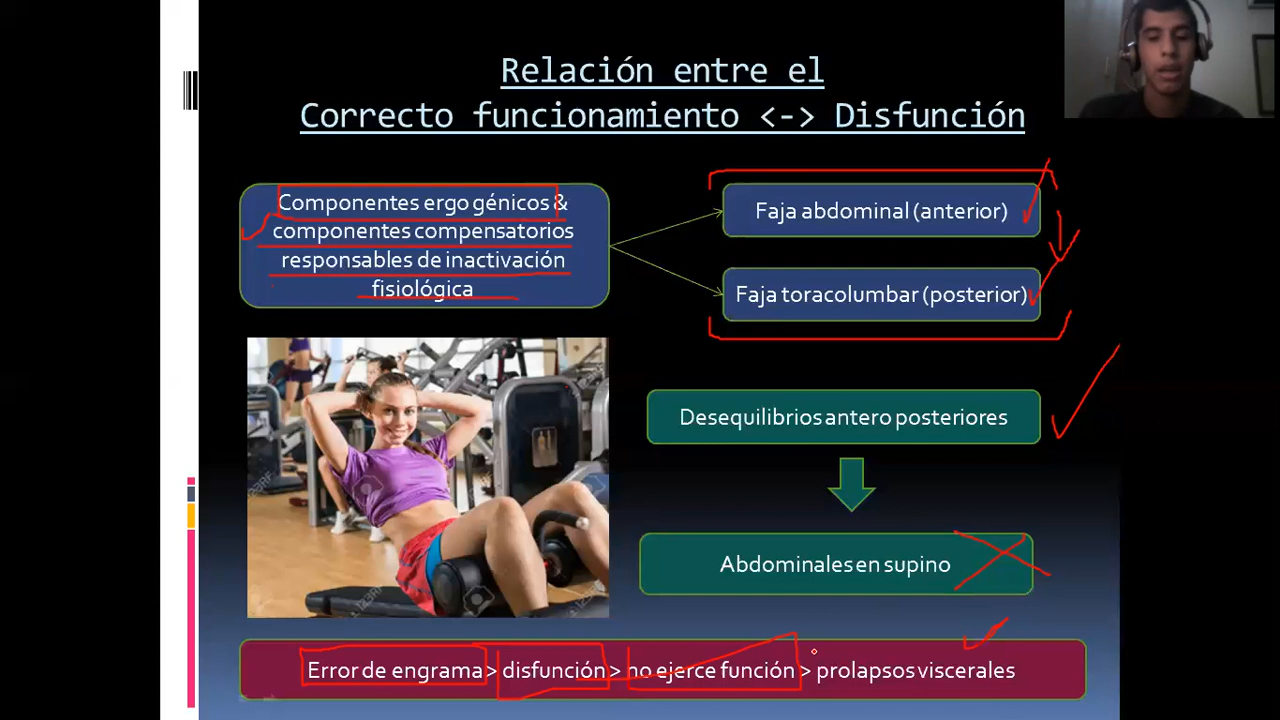 Relación entre el
Correcto funcionamiento <-> Disfunción
Componentes ergo génicos &
componentes compensatorios
responsables de inactivación
fisiológica
Faja abdominal (anterior)
Faja toracolumbar (posterior)
Desequilibrios antero posteriores
Abdominales en supino
Error de engrama > disfunción > no ejerce función > prolapsos viscerales